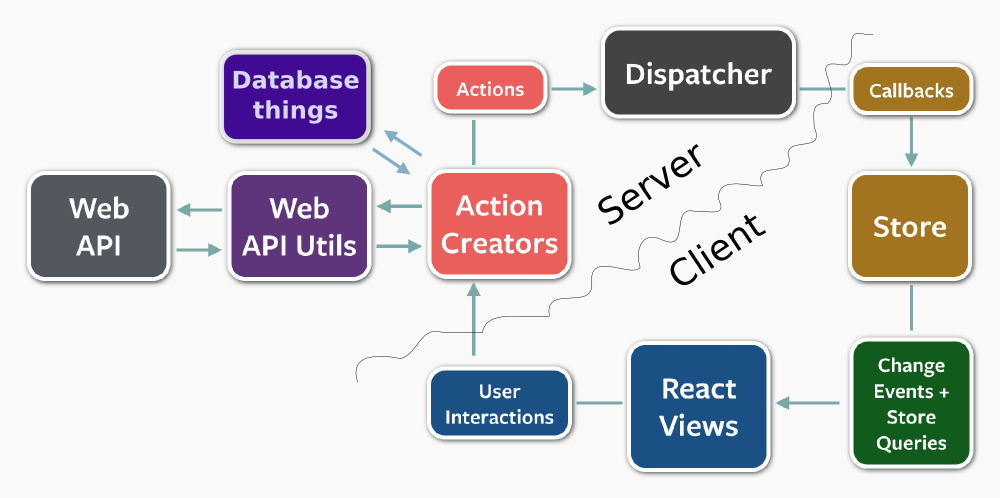 Database
things
Actions
Dispatcher
Callbacks
Web
API
Web
API Utils
Action
Creators
Server
Client
Store
User
Interactions
React
Views
Change
Events +
Store
Queries